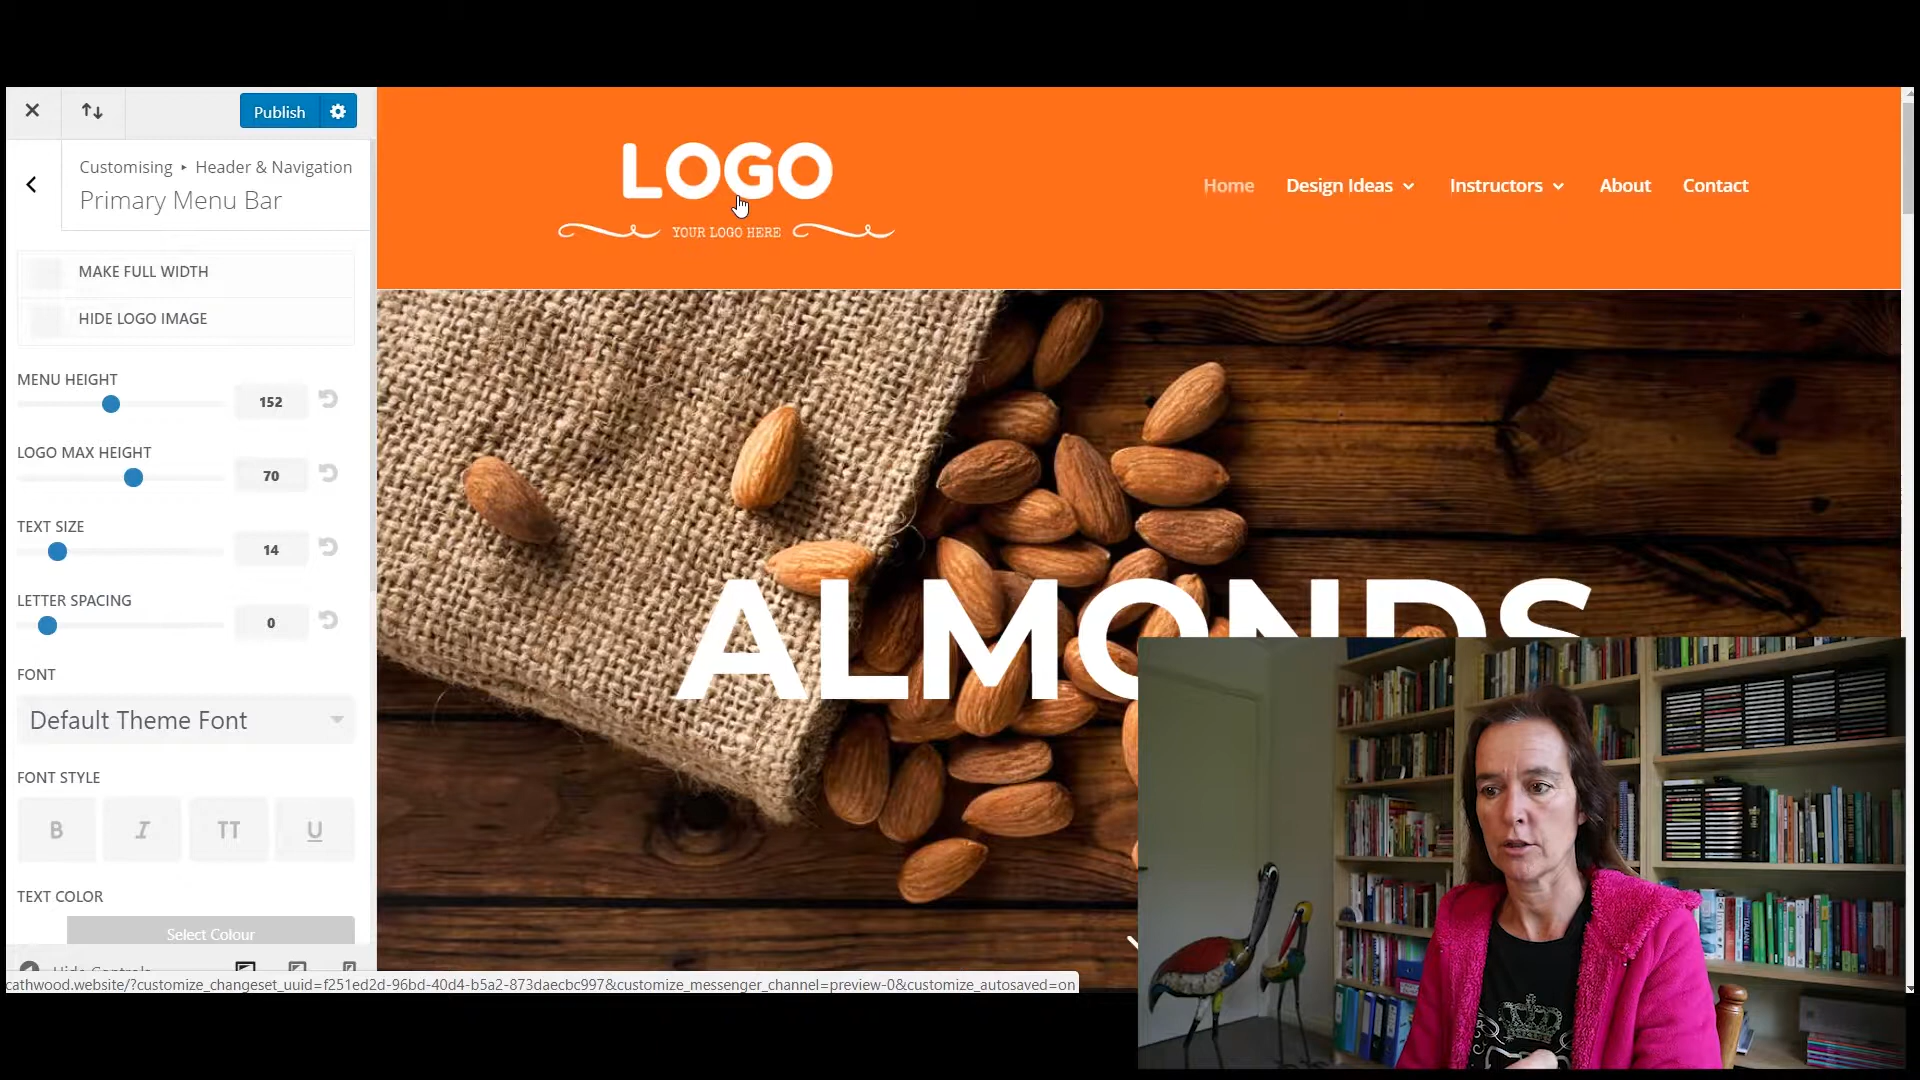 Publish
Customising ▸ Header & Navigation
Primary Menu Bar
MAKE FULL WIDTH
HIDE LOGO IMAGE
MENU HEIGHT
152
LOGO MAX HEIGHT
70
TEXT SIZE
14
LETTER SPACING
0
FONT
Default Theme Font
FONT STYLE
B I TT U
TEXT COLOR
Select Colour
Hide Controls
cathwood.website/?customize_changeset_uuid=f251ed2d-96bd-40d4-b5a2-873daecbc997&customize_messenger_channel=preview-0&customize_autosaved=on
LOGO
YOUR LOGO HERE
Home Design Ideas Instructors About Contact
ALMONDS